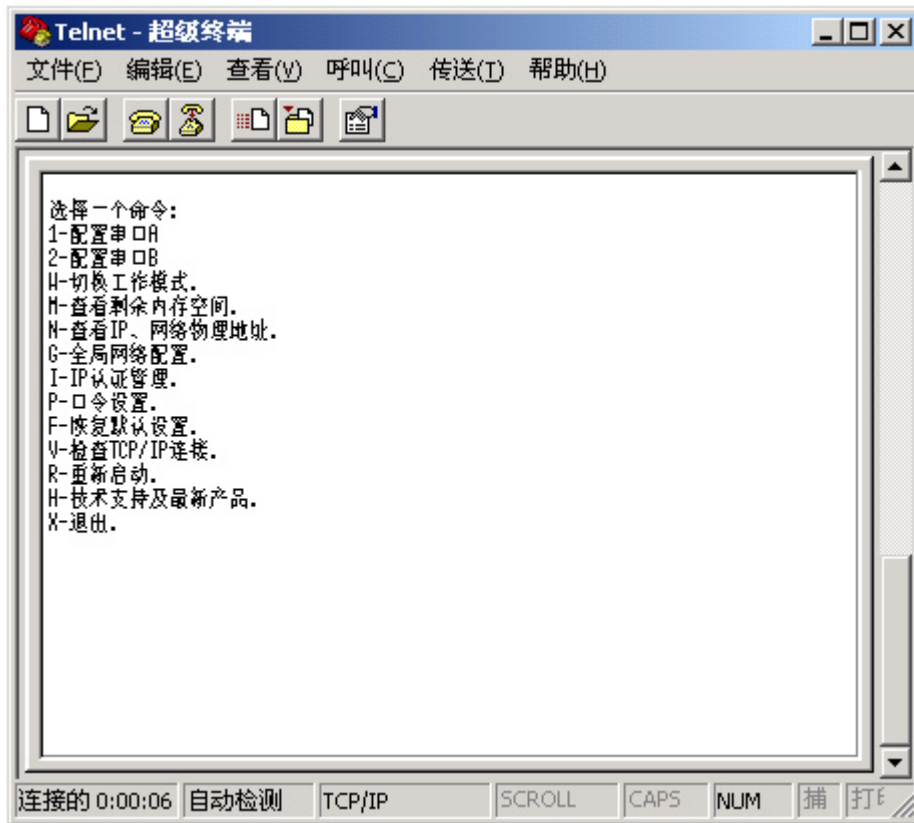 Telnet - 超级终端
文件(F) 编辑(E) 查看(V) 呼叫(C) 传送(T) 帮助(H)
选择一个命令:
1-配置串口A
2-配置串口B
W-切换工作模式.
M-查看剩余内存空间.
N-查看IP、网络物理地址.
G-全局网络配置.
I-IP认证管理.
P-口令设置.
F-恢复默认设置.
V-检查TCP/IP连接.
R-重新启动.
H-技术支持及最新产品.
X-退出.
连接的 0:00:06 自动检测 TCP/IP SCROLL CAPS NUM 捕 打